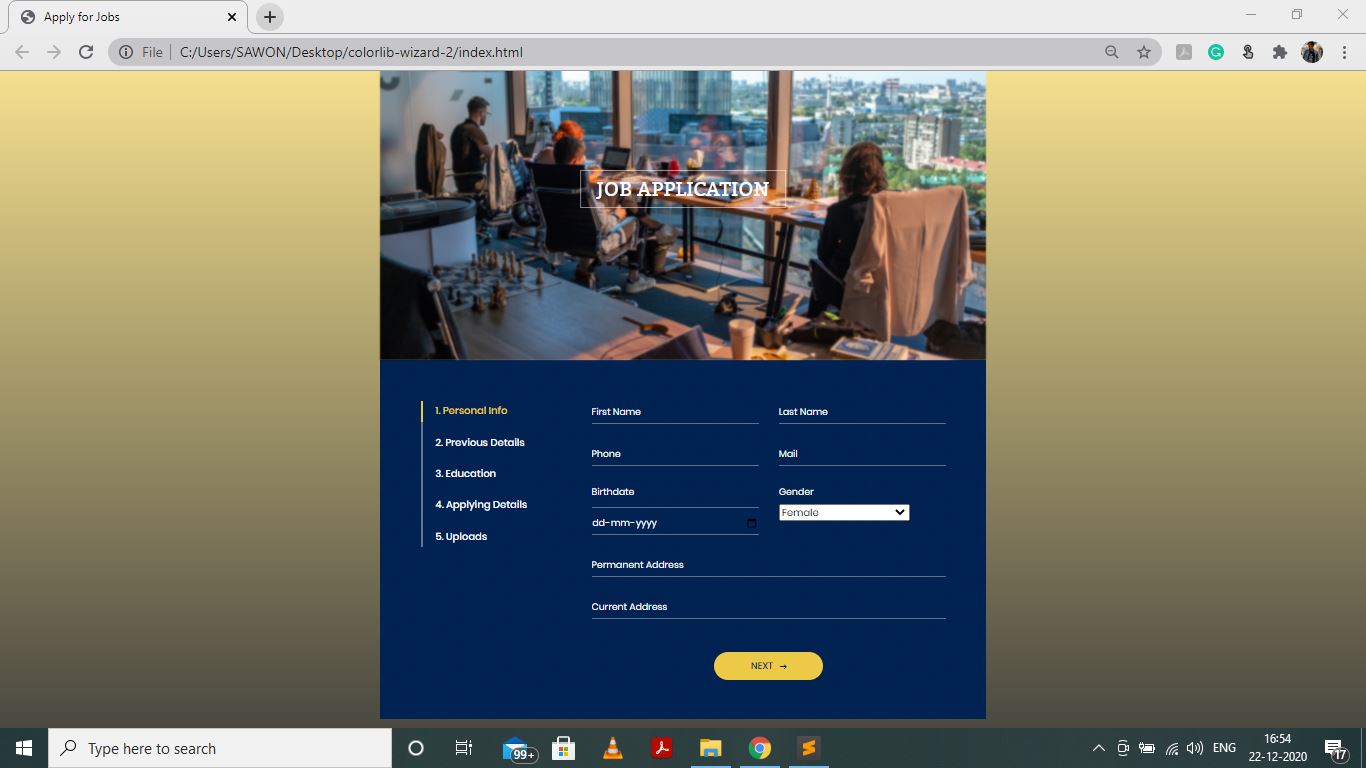 Apply for Jobs
File C:/Users/SAWON/Desktop/colorlib-wizard-2/index.html
JOB APPLICATION
1. Personal Info
2. Previous Details
3. Education
4. Applying Details
5. Uploads
First Name Last Name
Phone Mail
Birthdate Gender
dd-mm-yyyy Female
Permanent Address
Current Address
NEXT →
Type here to search
99+
ENG
16:54
22-12-2020
17